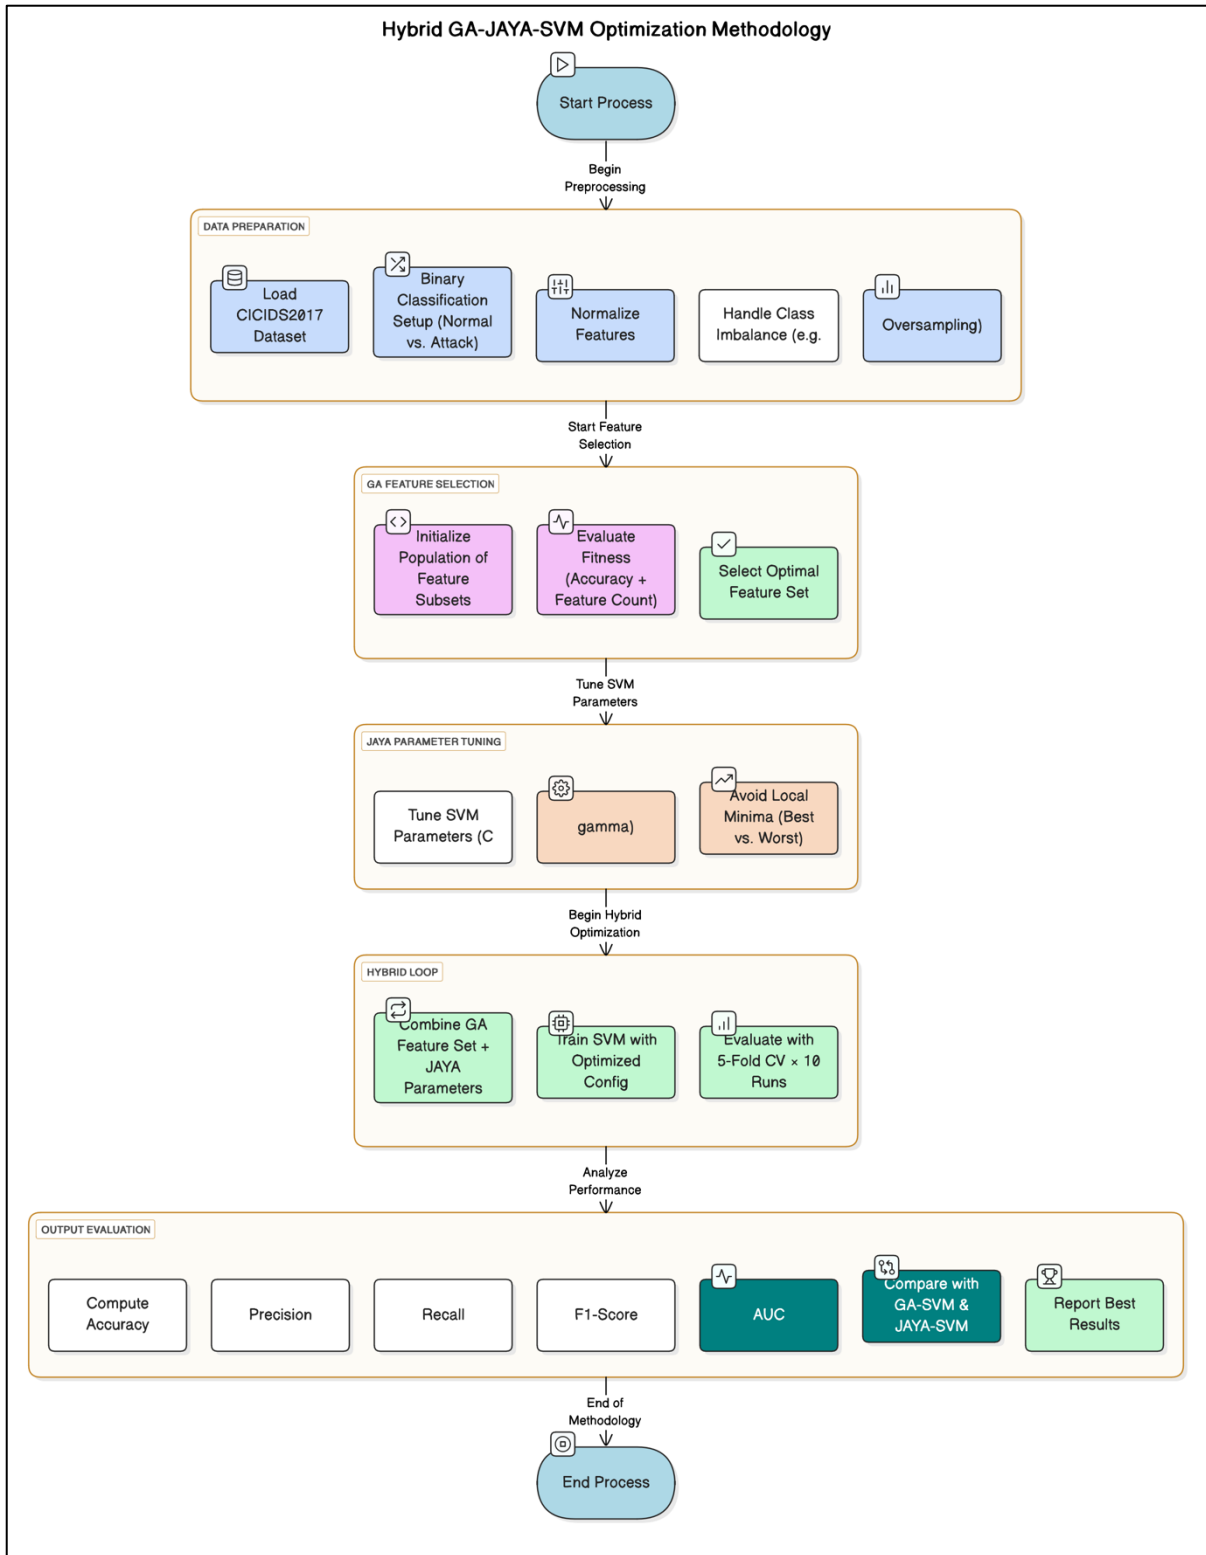 Hybrid GA-JAYA-SVM Optimization Methodology
Start Process
Begin
Preprocessing
DATA PREPARATION
Load
CICIDS2017
Dataset
Binary
Classification
Setup (Normal
vs. Attack)
Normalize
Features
Handle Class
Imbalance (e.g.
Oversampling)
Start Feature
Selection
GA FEATURE SELECTION
Initialize
Population of
Feature
Subsets
Evaluate
Fitness
(Accuracy +
Feature Count)
Select Optimal
Feature Set
Tune SVM
Parameters
JAYA PARAMETER TUNING
Tune SVM
Parameters (C
gamma)
Avoid Local
Minima (Best
vs. Worst)
Begin Hybrid
Optimization
HYBRID LOOP
Combine GA
Feature Set +
JAYA
Parameters
Train SVM with
Optimized
Config
Evaluate with
5-Fold CV × 10
Runs
Analyze
Performance
OUTPUT EVALUATION
Compute
Accuracy
Precision
Recall
F1-Score
AUC
Compare with
GA-SVM &
JAYA-SVM
Report Best
Results
End of
Methodology
End Process